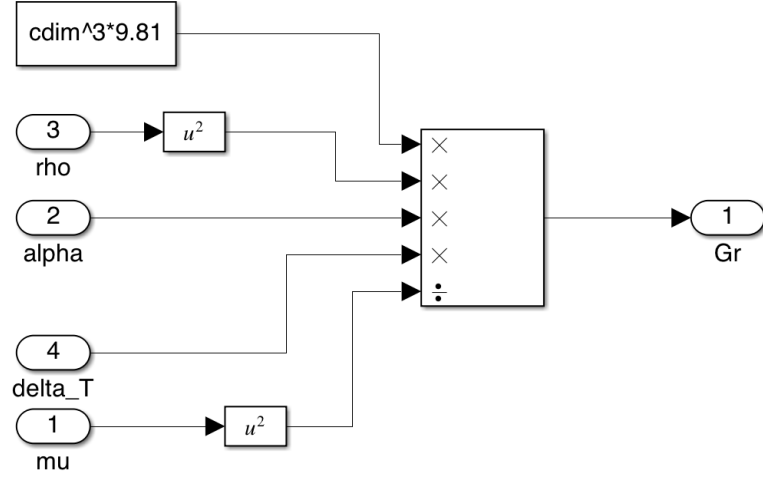 cdim^3*9.81
3
u²
rho
×
×
2
×
1
alpha
×
Gr
÷
4
delta_T
1
u²
mu